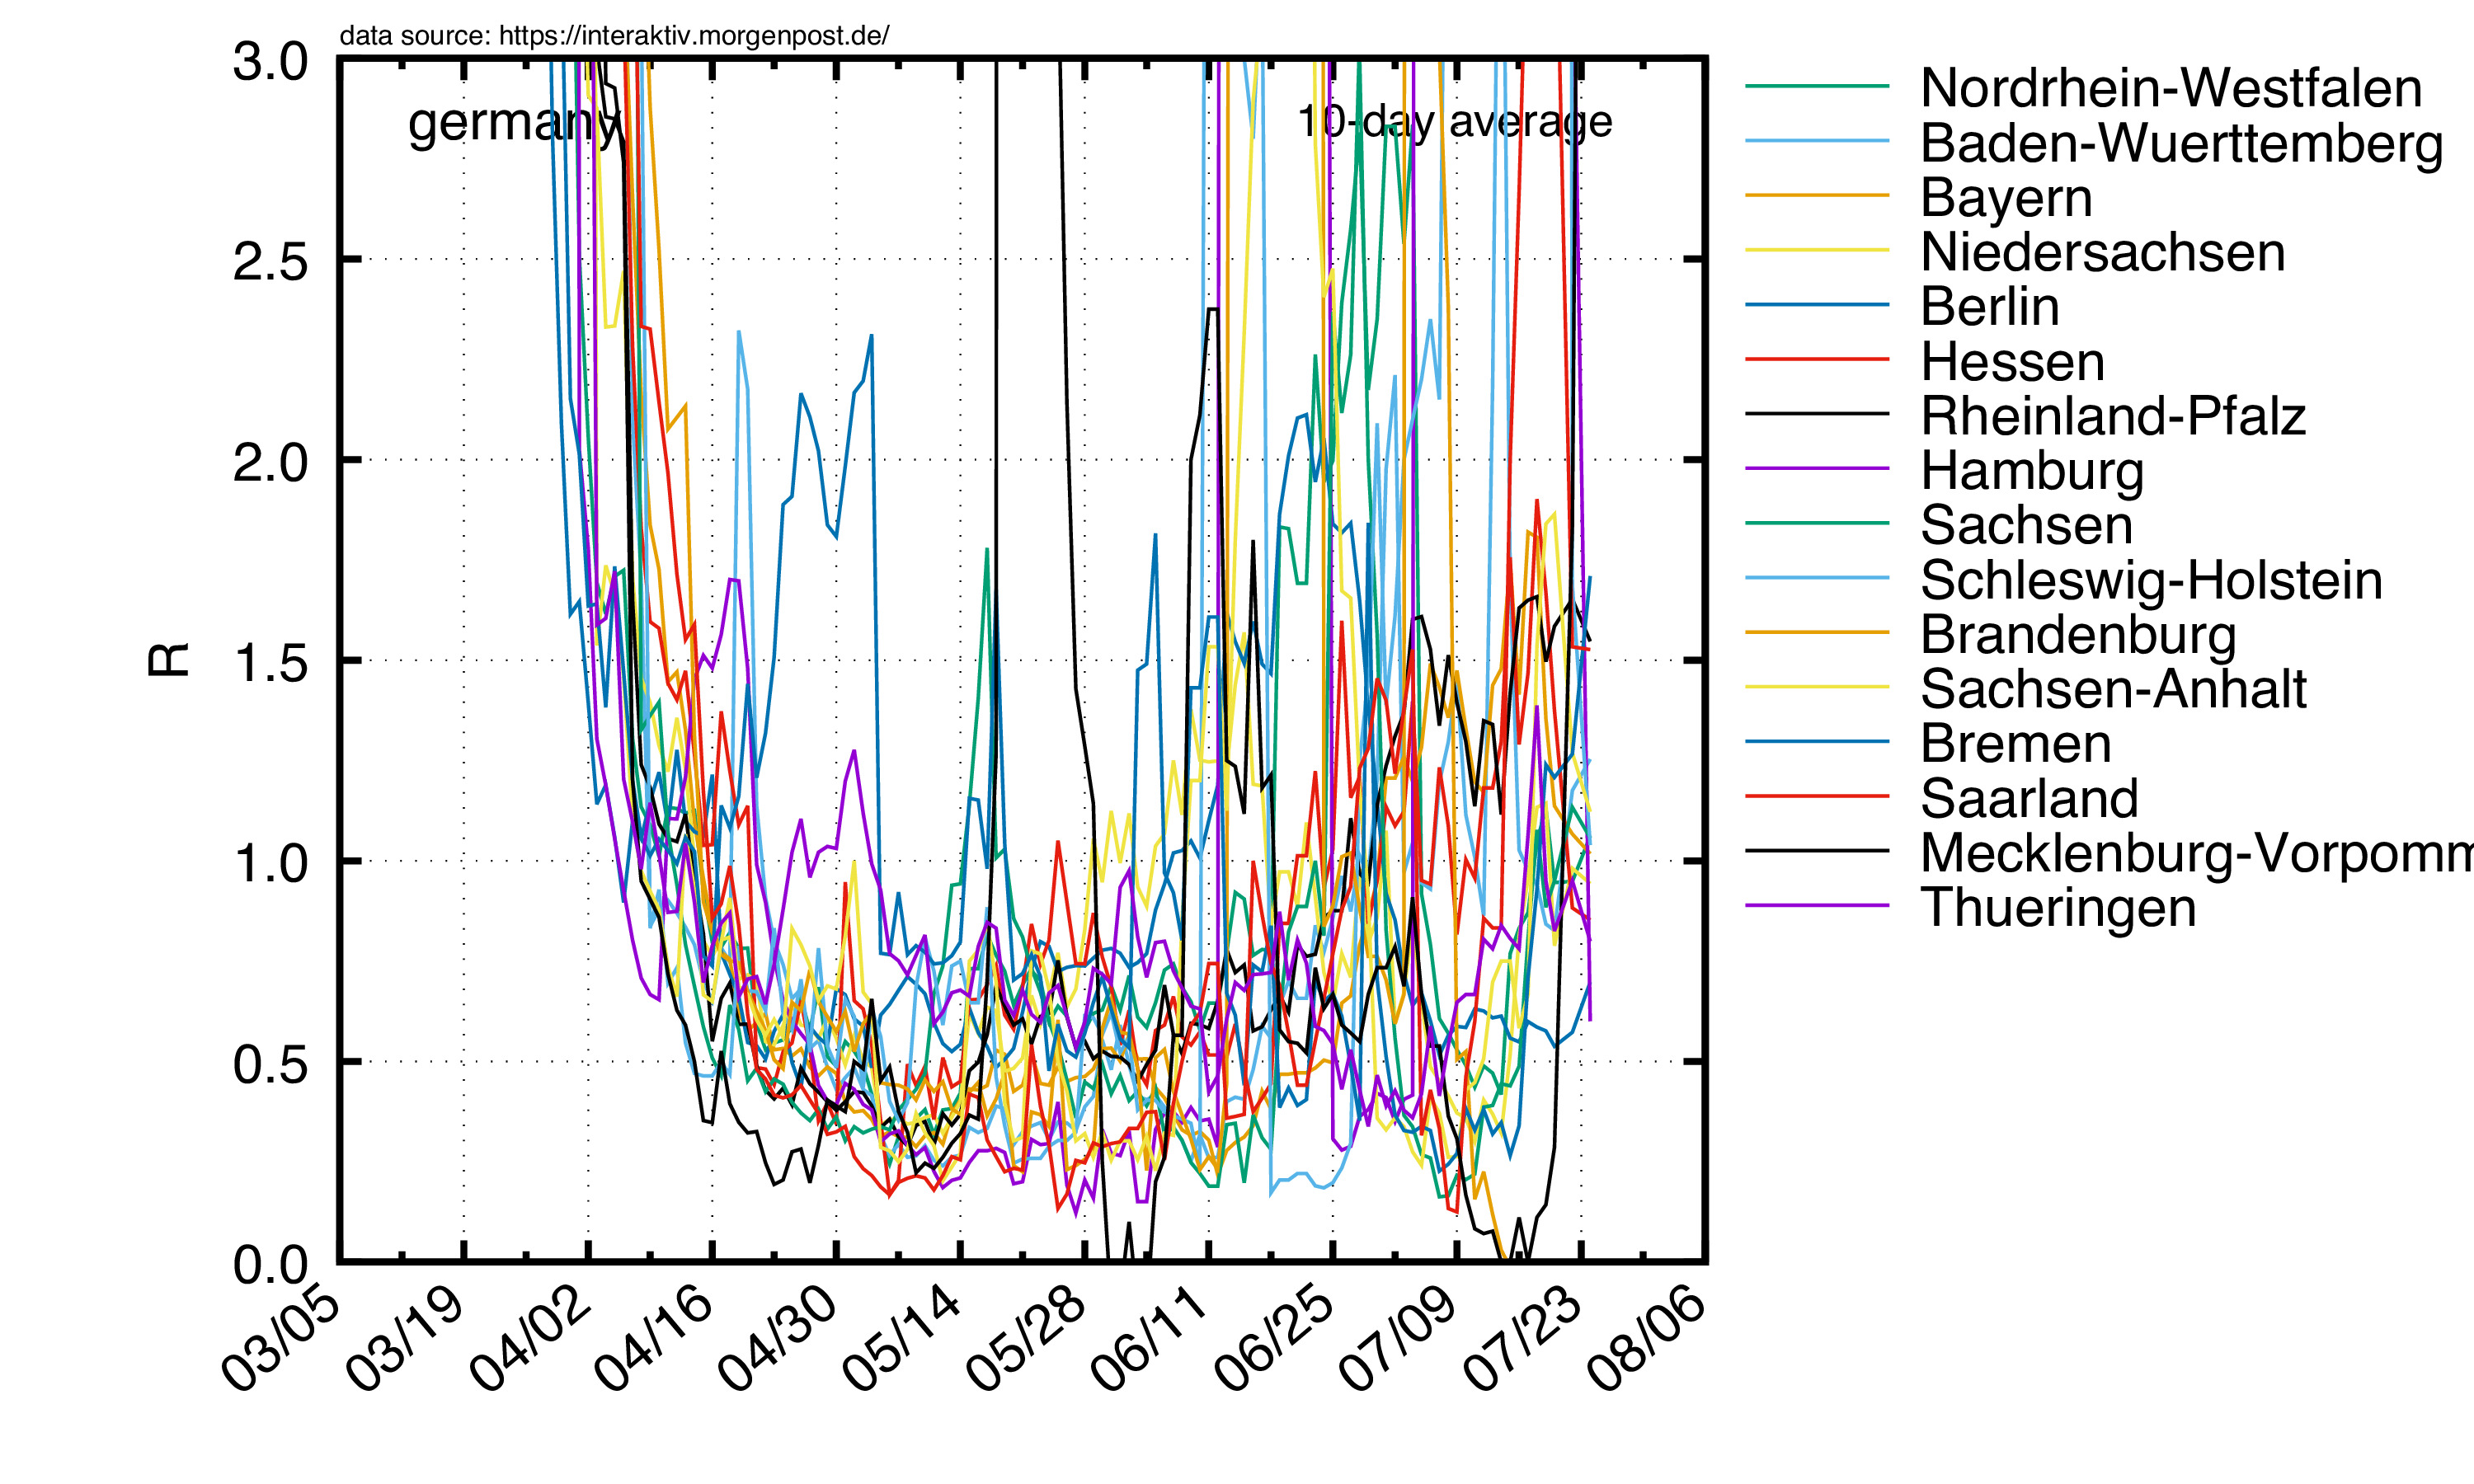 data source: https://interaktiv.morgenpost.de/
germany
10-day average
R
3.0
2.5
2.0
1.5
1.0
0.5
0.0
03/05
03/19
04/02
04/16
04/30
05/14
05/28
06/11
06/25
07/09
07/23
08/06
Nordrhein-Westfalen
Baden-Wuerttemberg
Bayern
Niedersachsen
Berlin
Hessen
Rheinland-Pfalz
Hamburg
Sachsen
Schleswig-Holstein
Brandenburg
Sachsen-Anhalt
Bremen
Saarland
Mecklenburg-Vorpomm
Thueringen